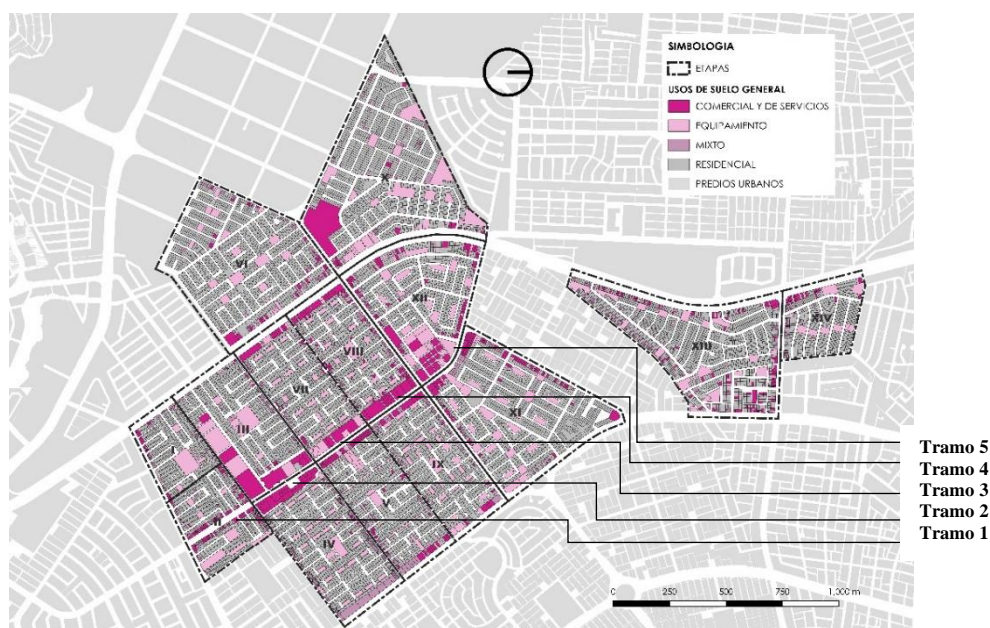 SIMBOLOGIA
ETAPAS
USOS DE SUELO GENERAL
COMERCIAL Y DE SERVICIOS
EQUIPAMIENTO
MIXTO
RESIDENCIAL
PREDIOS URBANOS
X
VI
XII
XIV
XIII
VIII
VII
XI
III
I
IX
V
II
IV
Tramo 5
Tramo 4
Tramo 3
Tramo 2
Tramo 1
0 250 500 1,000 m